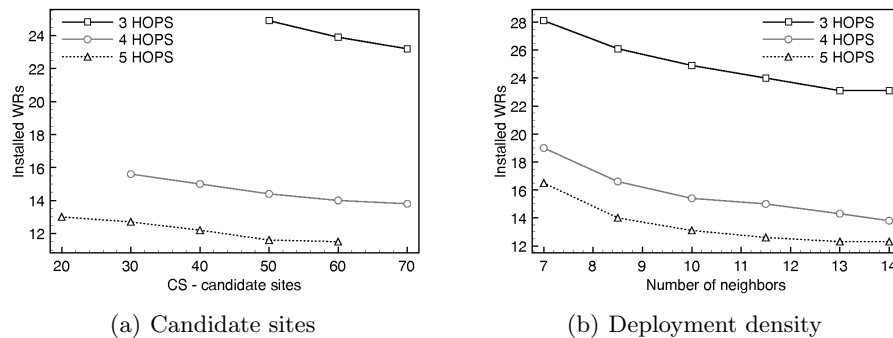 3 HOPS
4 HOPS
5 HOPS
Installed WRs
24
22
20
18
16
14
12
20 30 40 50 60 70
CS - candidate sites
(a) Candidate sites
3 HOPS
4 HOPS
5 HOPS
Installed WRs
28
26
24
22
20
18
16
14
12
7 8 9 10 11 12 13 14
Number of neighbors
(b) Deployment density